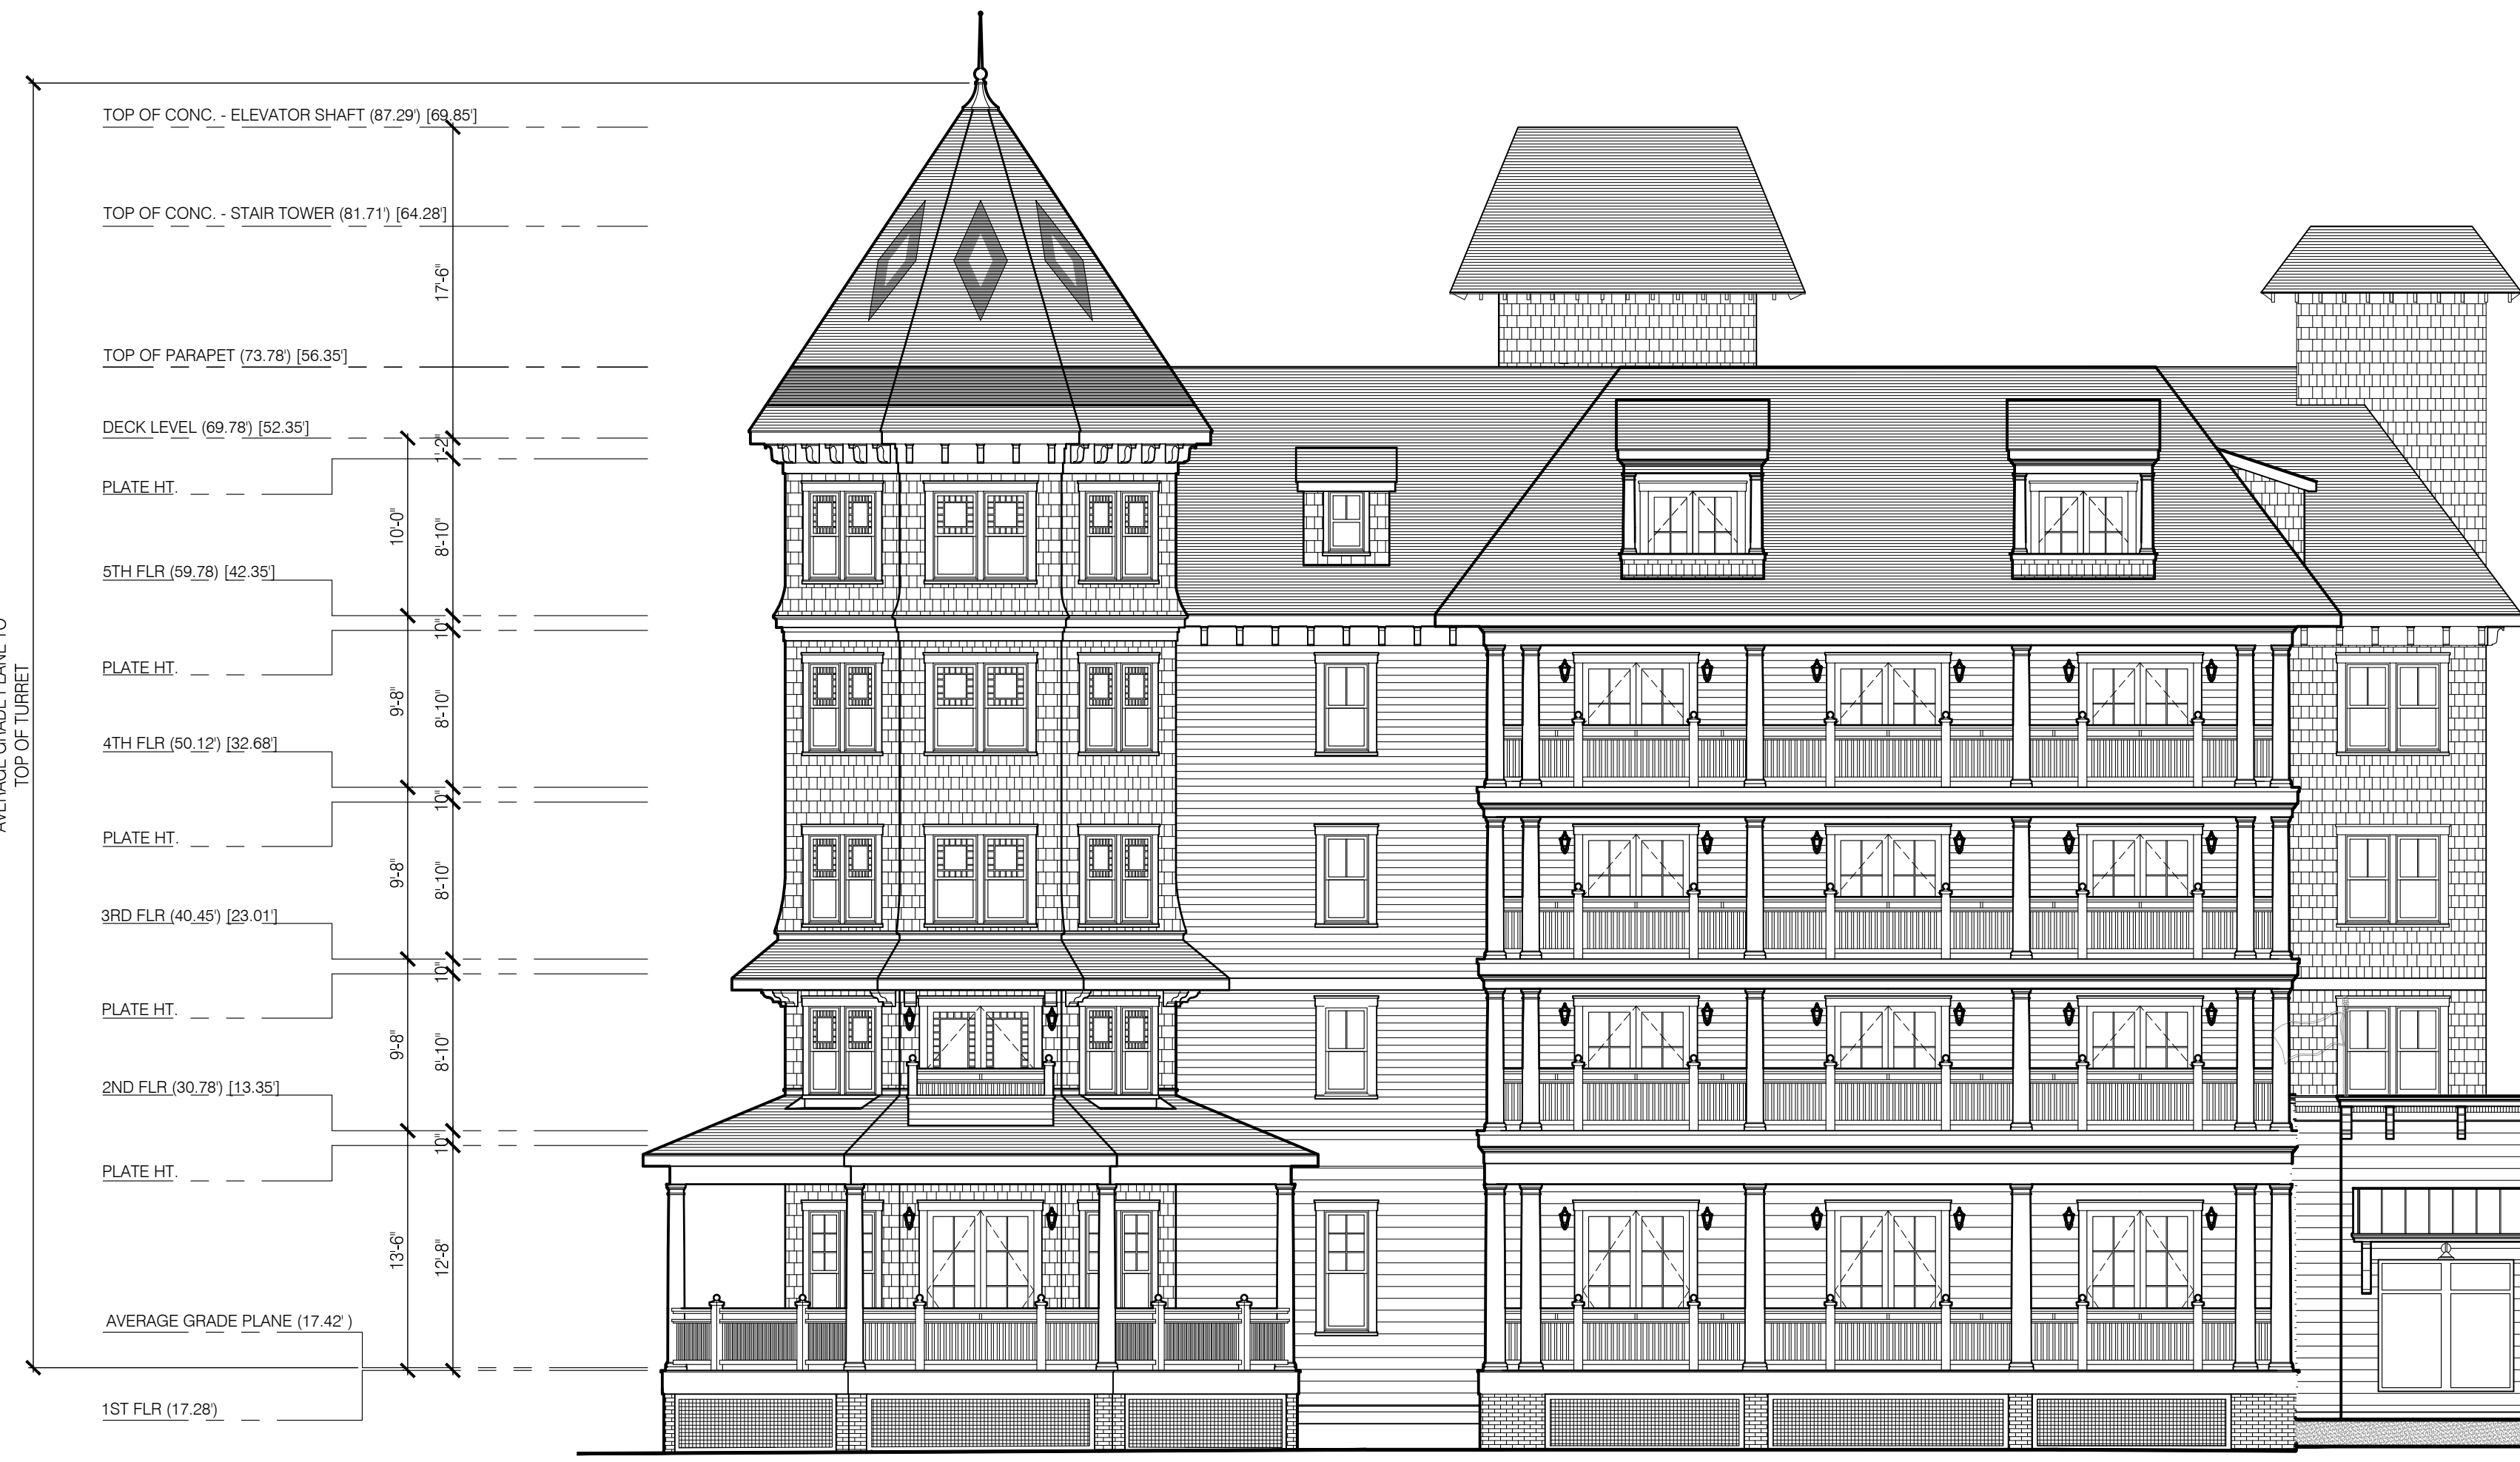 TOP OF CONC. - ELEVATOR SHAFT (87.29') [69.85']
TOP OF CONC. - STAIR TOWER (81.71') [64.28']
17'-6"
TOP OF PARAPET (73.78') [56.35']
DECK LEVEL (69.78') [52.35']
1'-2"
PLATE HT.
10'-0"
8'-10"
5TH FLR (59.78) [42.35']
10"
AVERAGE GRADE PLANE TO
TOP OF TURRET
PLATE HT.
9'-8"
8'-10"
4TH FLR (50.12') [32.68']
10"
PLATE HT.
9'-8"
8'-10"
3RD FLR (40.45') [23.01']
10"
PLATE HT.
9'-8"
8'-10"
2ND FLR (30.78') [13.35']
10"
PLATE HT.
13'-6"
12'-8"
AVERAGE GRADE PLANE (17.42' )
1ST FLR (17.28')